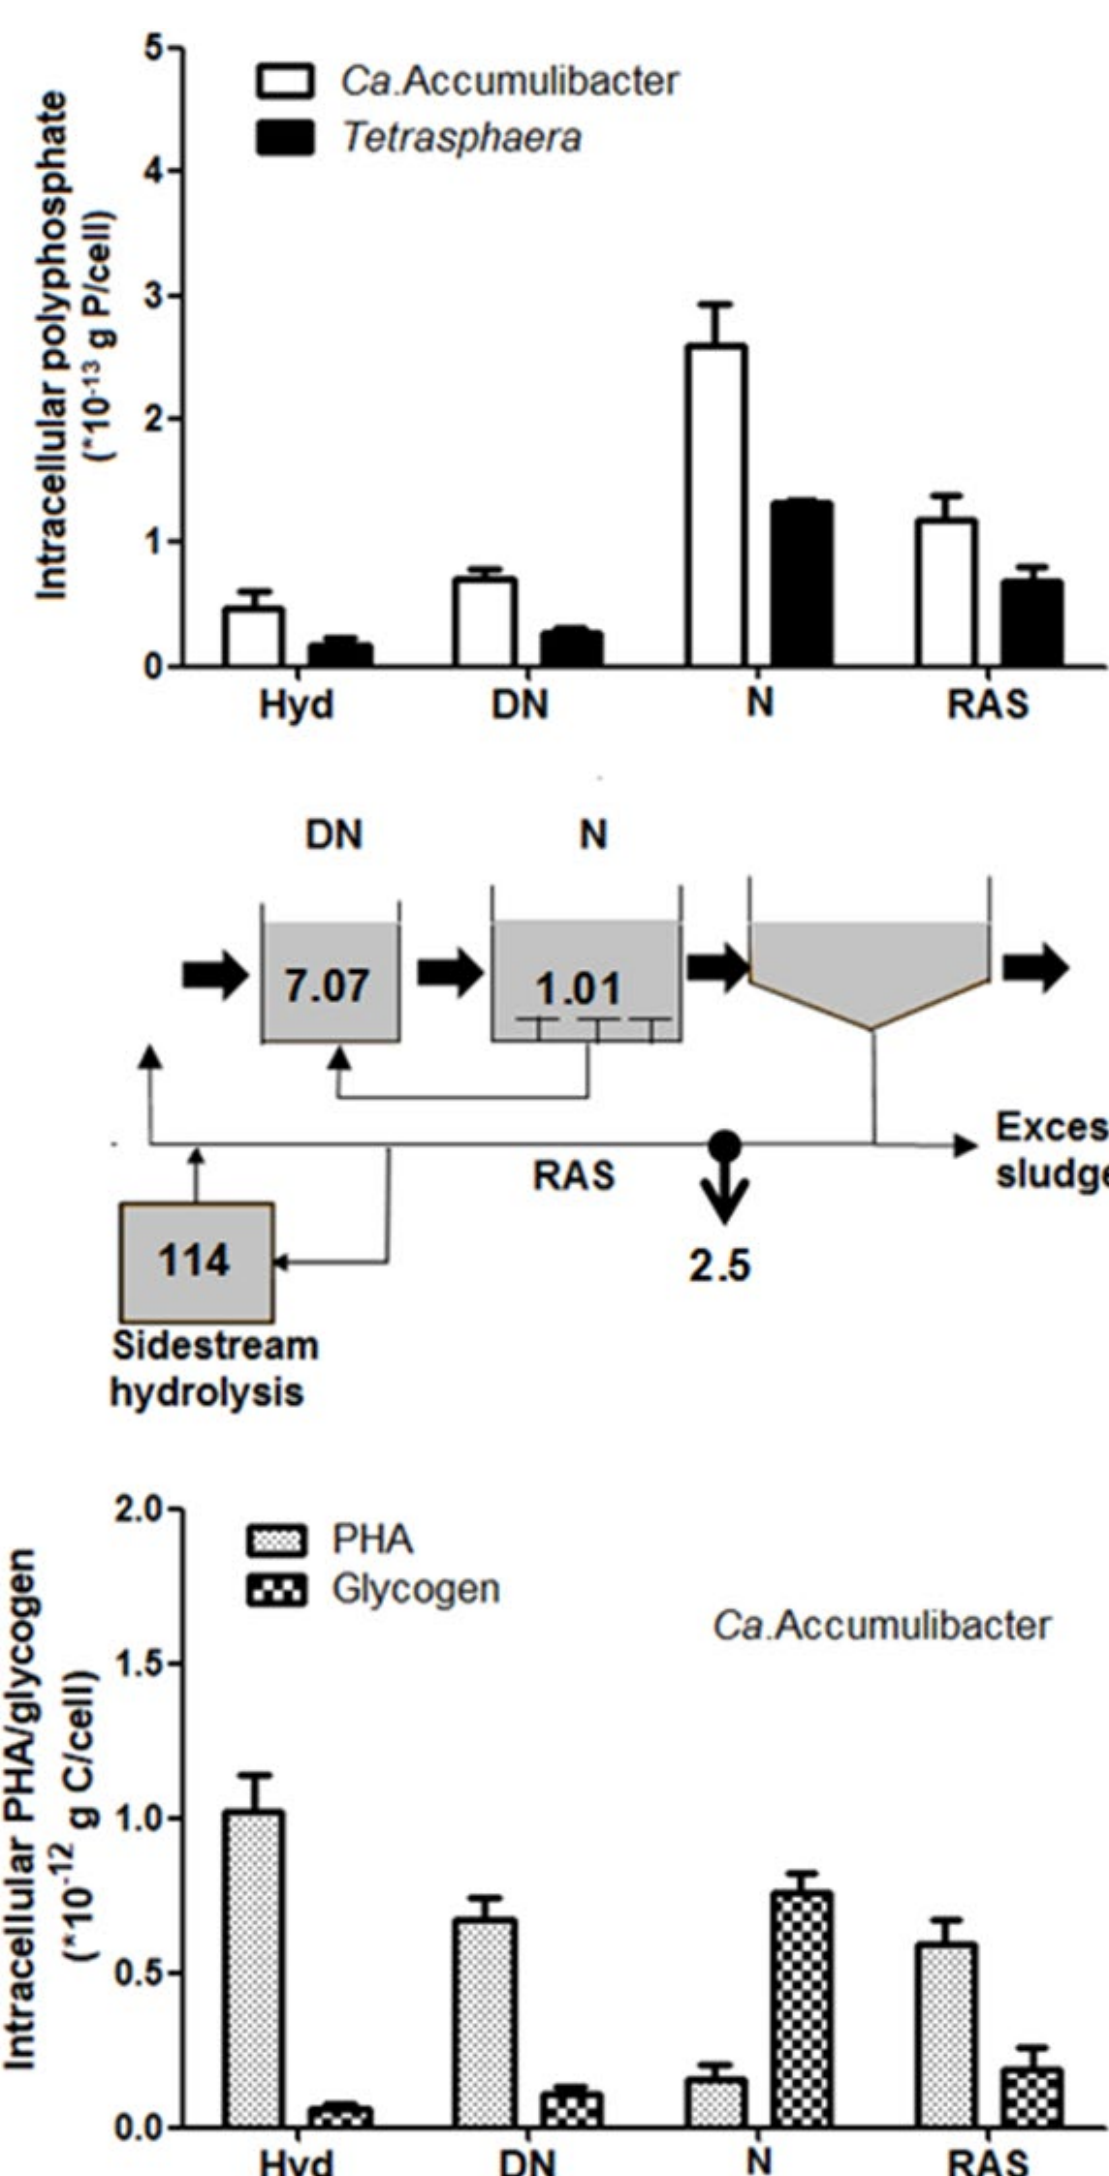 5
4
3
2
1
0
Intracellular polyphosphate
(*10-13 g P/cell)
Ca.Accumulibacter
Tetrasphaera
Hyd DN N RAS
DN N
7.07 1.01
RAS
Exces
sludge
2.5
114
Sidestream
hydrolysis
2.0
1.5
1.0
0.5
0.0
Intracellular PHA/glycogen
(*10-12 g C/cell)
PHA
Glycogen
Ca.Accumulibacter
Hyd DN N RAS